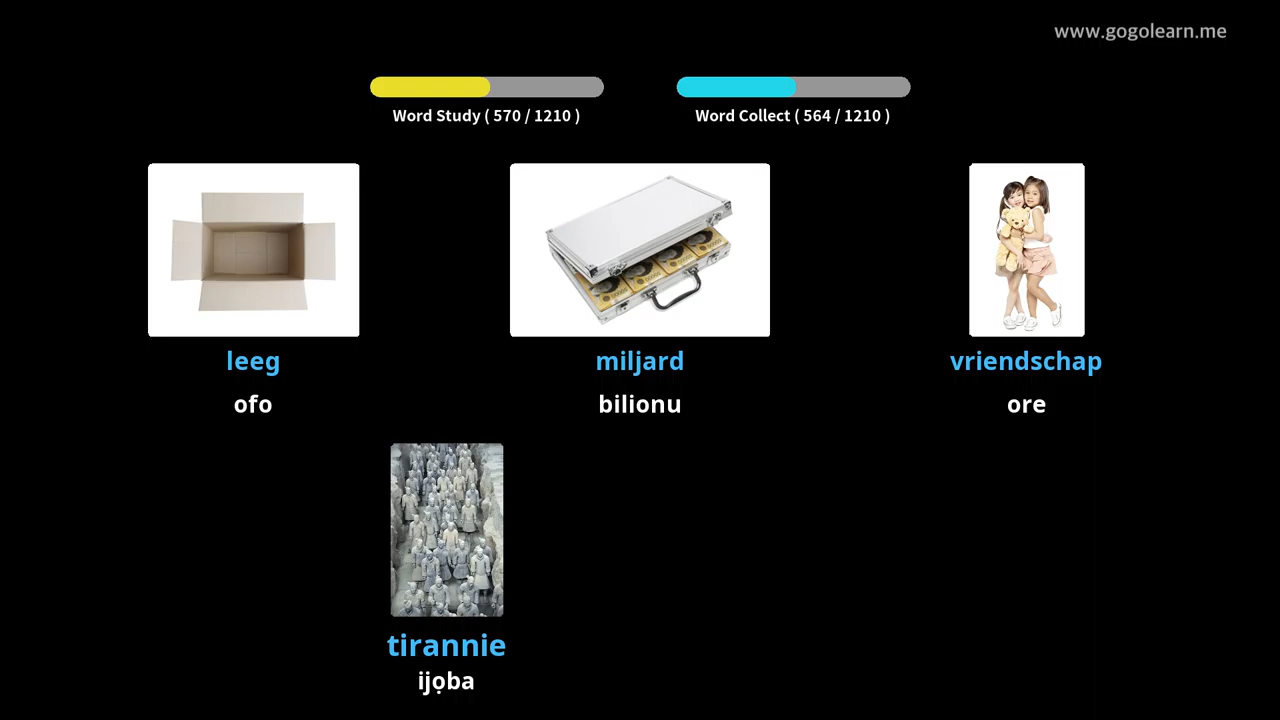 www.gogolearn.me
Word Study ( 570 / 1210 )
Word Collect ( 564 / 1210 )
leeg
miljard
vriendschap
ofo
bilionu
ore
tirannie
ijọba